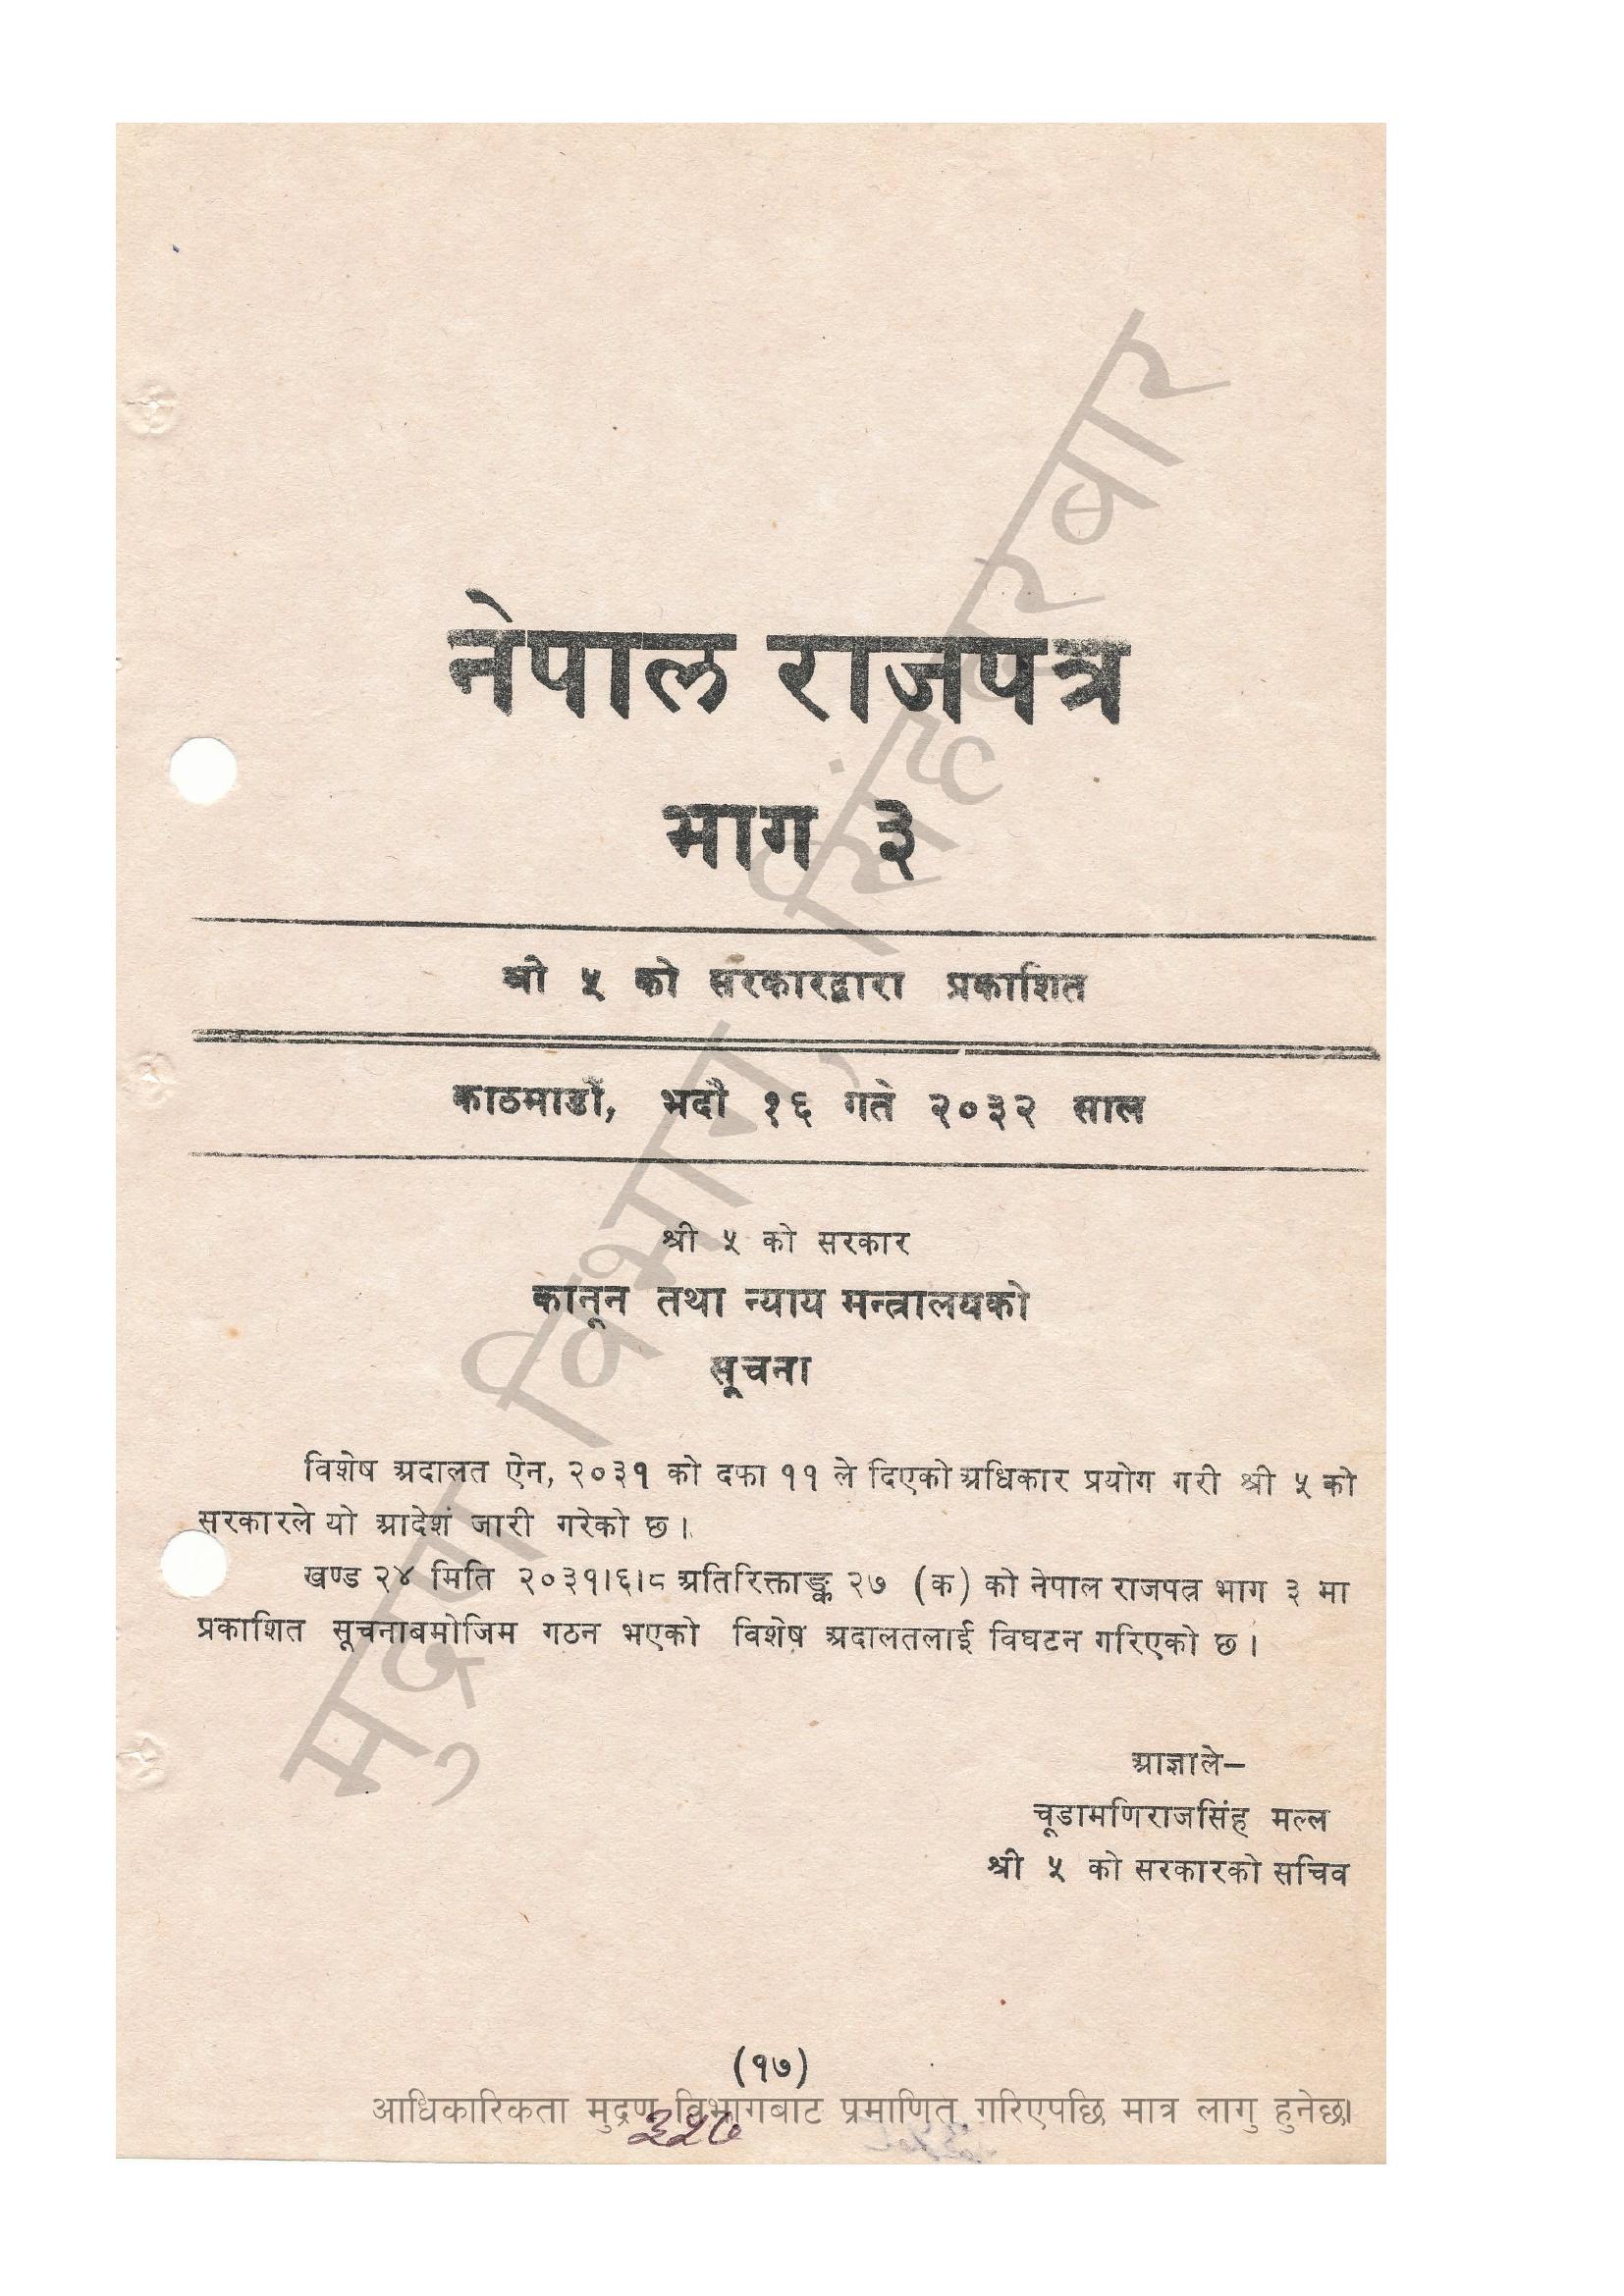 नेपाल राजपत्र
भाग ३
श्री ५ को सरकारद्वारा प्रकाशित
काठमाडौं, भदौ १६ गते २०३२ साल
श्री ५ को सरकार
कानून तथा न्याय मन्त्रालयको
सूचना
विशेष अदालत ऐन, २०३१ को दफा ११ ले दिएको अधिकार प्रयोग गरी श्री ५ को
सरकारले यो आदेश जारी गरेको छ ।
खण्ड २४ मिति २०३१।६।८ अतिरिक्ताङ्क २७ (क) को नेपाल राजपत्र भाग ३ मा
प्रकाशित सूचनाबमोजिम गठन भएको विशेष अदालतलाई विघटन गरिएको छ ।
आज्ञाले—
चूडामणिराजसिंह मल्ल
श्री ५ को सरकारको सचिव
(१७)
आधिकारिकता मुद्रण विभागबाट प्रमाणित गरिएपछि मात्र लागु हुनेछ।
मुद्रण विभाग, सिंहदरबार